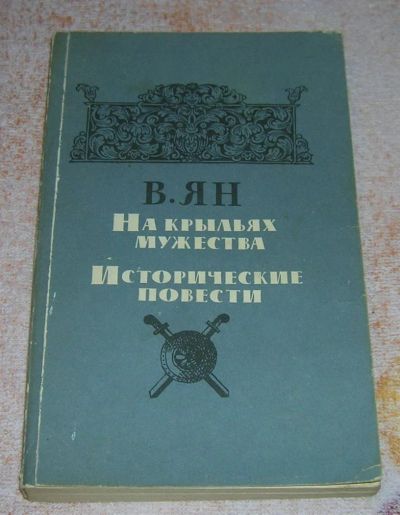 В. ЯН
НА КРЫЛЬЯХ
МУЖЕСТВА
ИСТОРИЧЕСКИЕ
ПОВЕСТИ